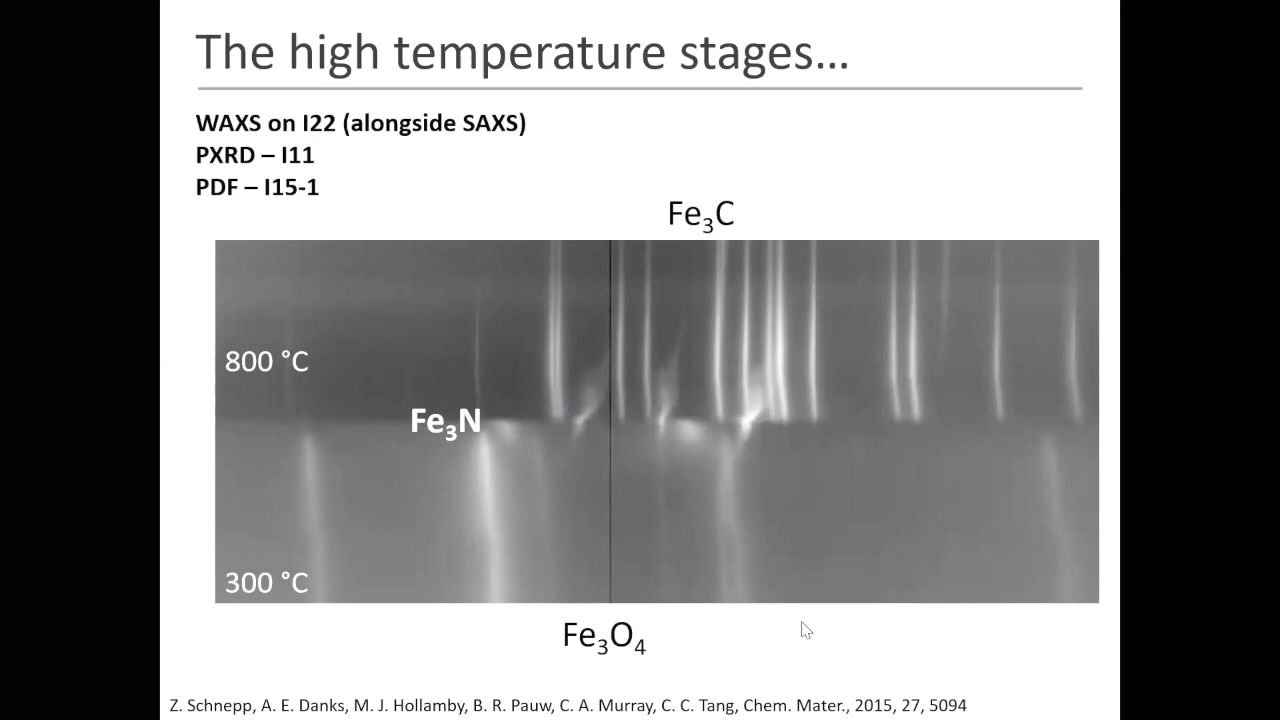 The high temperature stages...
WAXS on I22 (alongside SAXS)
PXRD – I11
PDF – I15-1
Fe₃C
800 °C
Fe₃N
300 °C
Fe₃O₄
Z. Schnepp, A. E. Danks, M. J. Hollamby, B. R. Pauw, C. A. Murray, C. C. Tang, Chem. Mater., 2015, 27, 5094